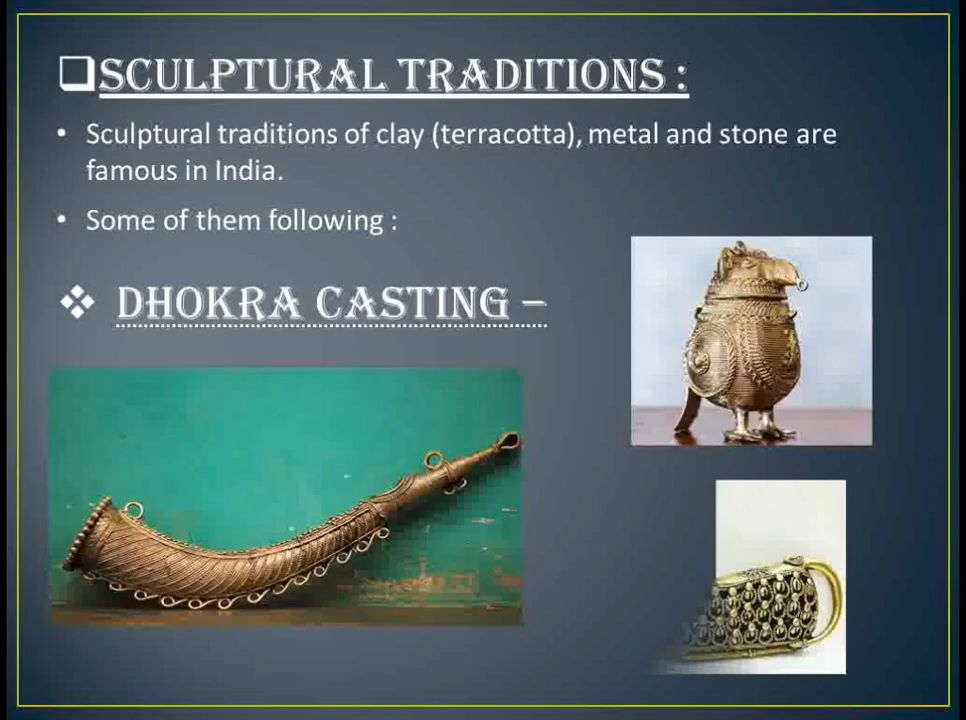 SCULPTURAL TRADITIONS :
• Sculptural traditions of clay (terracotta), metal and stone are
famous in India.
• Some of them following :
DHOKRA CASTING –